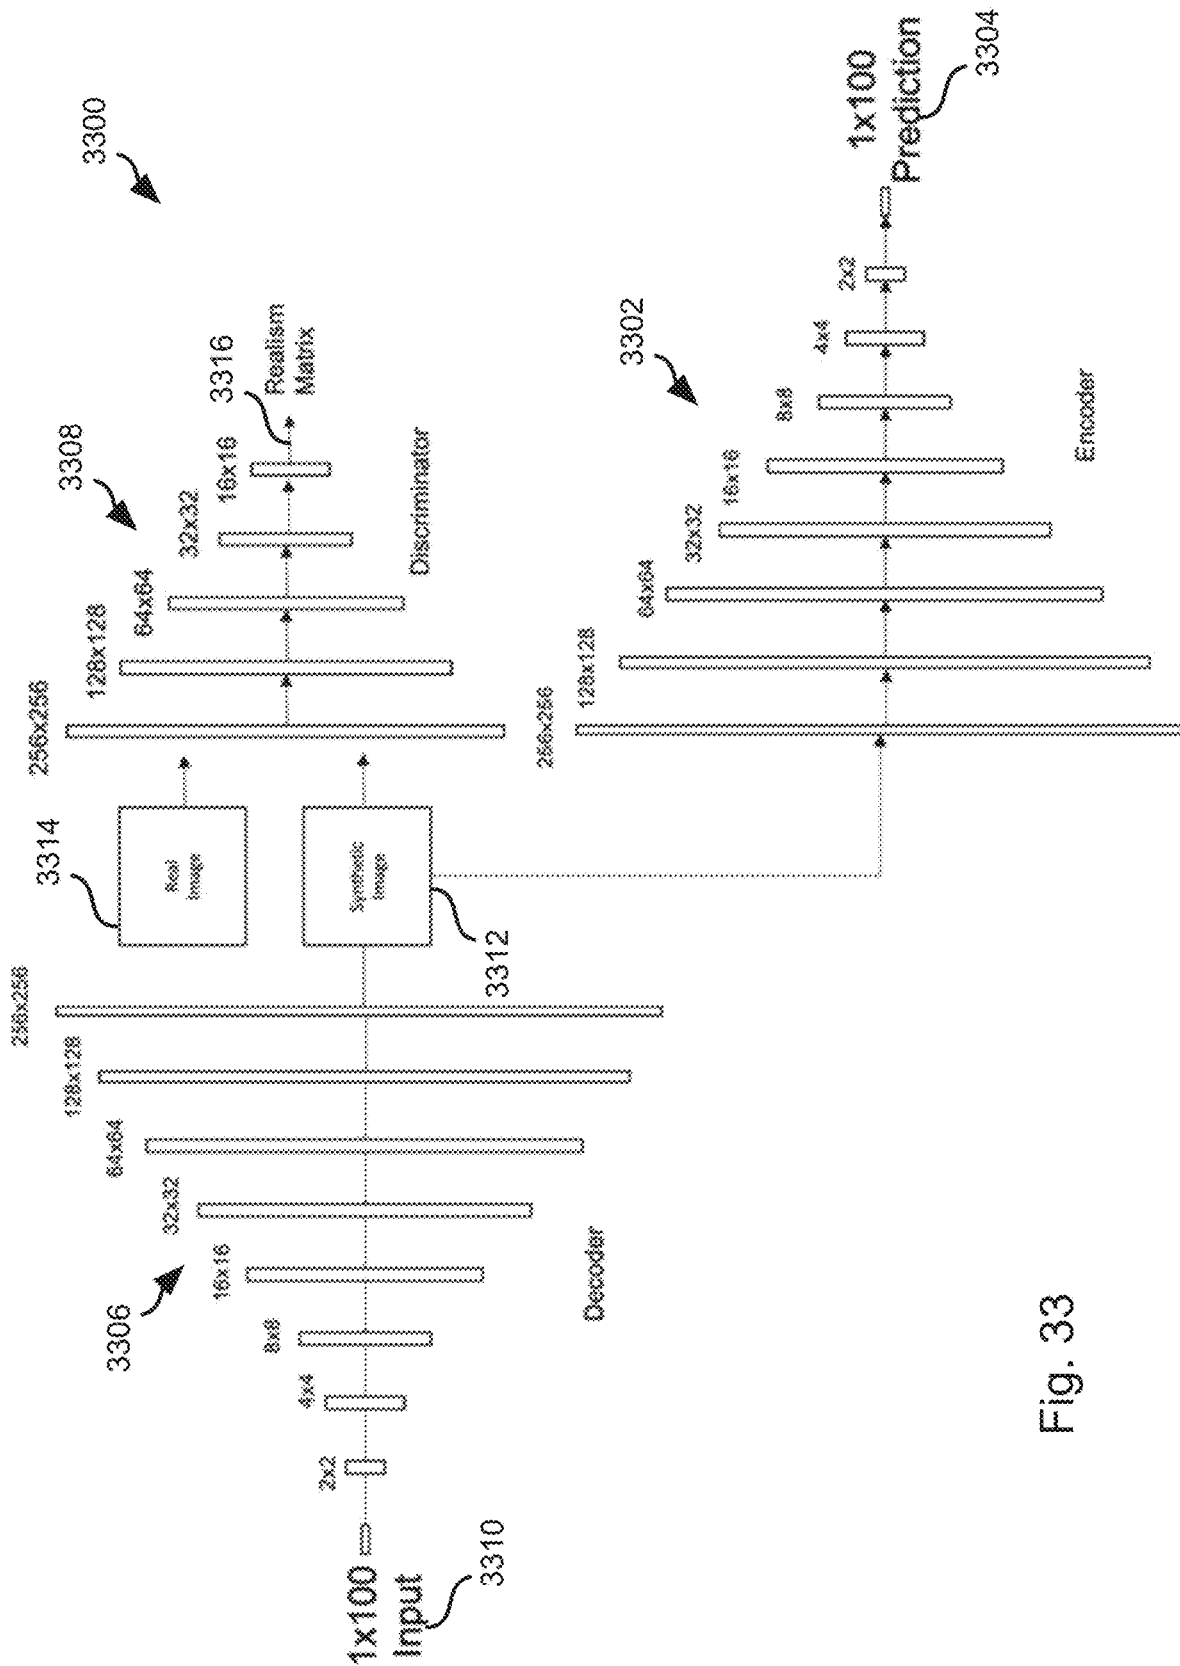 3300
1x100
Input
3310
2x2
4x4
8x8
16x16
32x32
64x64
128x128
256x256
3306
Decoder
Real
Image
3314
Synthetic
Image
3312
256x256
128x128
64x64
32x32
16x16
3308
Discriminator
Realism
Matrix
3316
256x256
128x128
64x64
32x32
16x16
8x8
4x4
2x2
3302
Encoder
1x100
Prediction
3304
Fig. 33